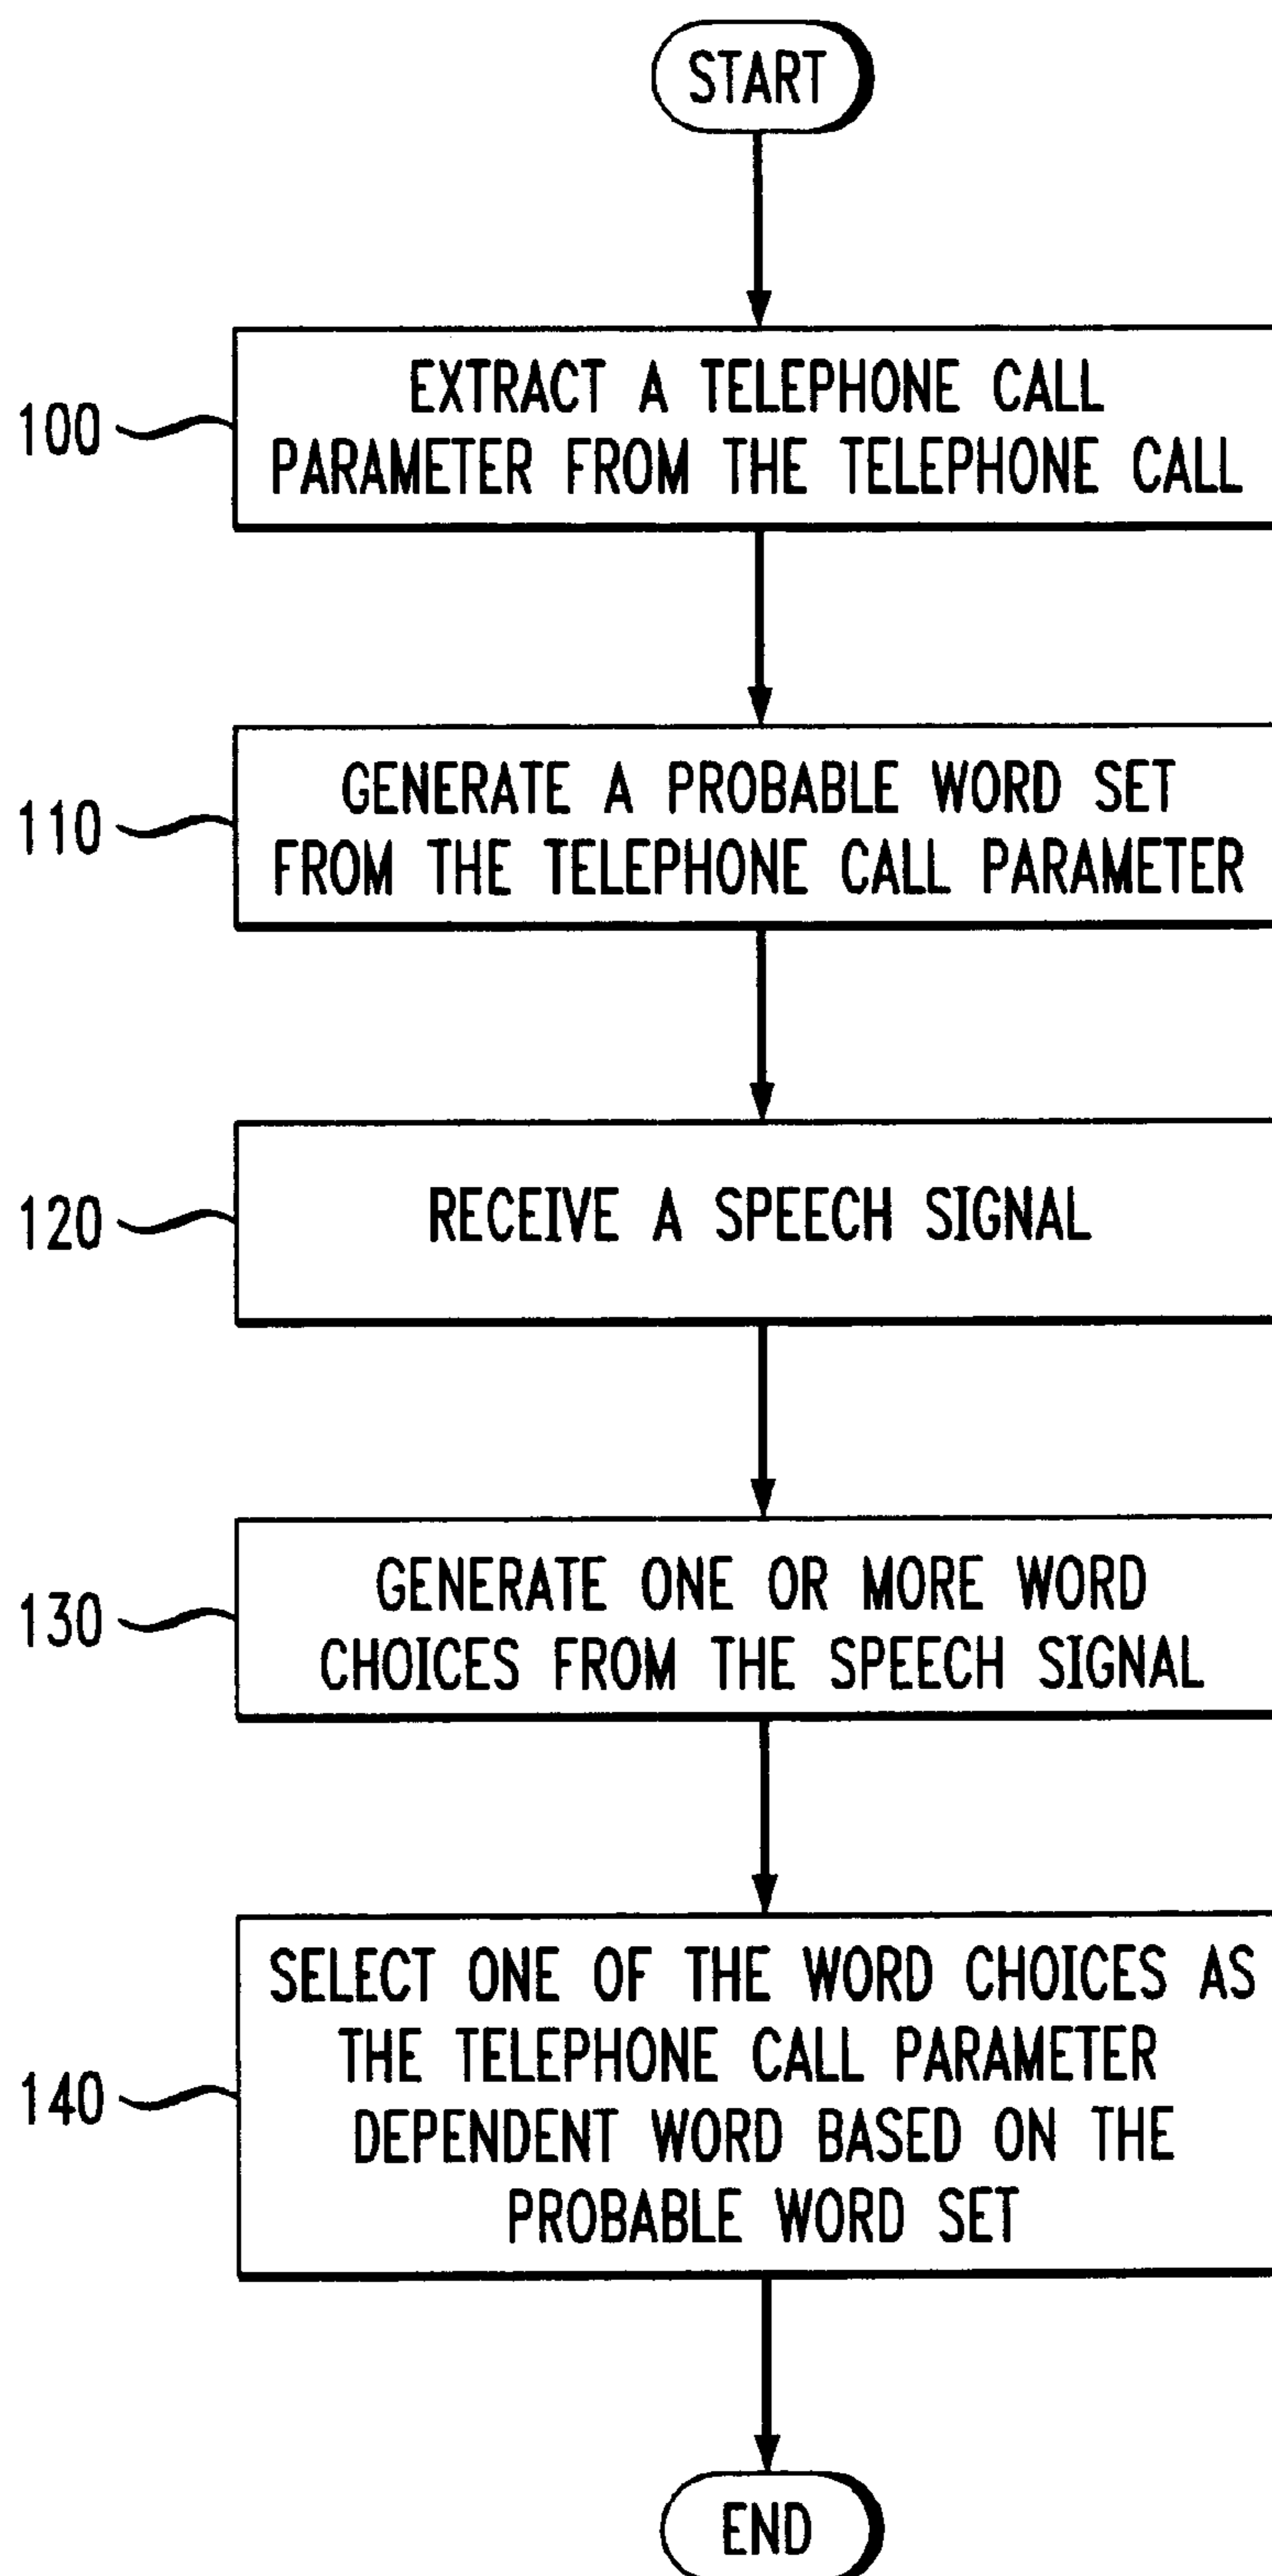 START
100
EXTRACT A TELEPHONE CALL
PARAMETER FROM THE TELEPHONE CALL
110
GENERATE A PROBABLE WORD SET
FROM THE TELEPHONE CALL PARAMETER
120
RECEIVE A SPEECH SIGNAL
130
GENERATE ONE OR MORE WORD
CHOICES FROM THE SPEECH SIGNAL
140
SELECT ONE OF THE WORD CHOICES AS
THE TELEPHONE CALL PARAMETER
DEPENDENT WORD BASED ON THE
PROBABLE WORD SET
END